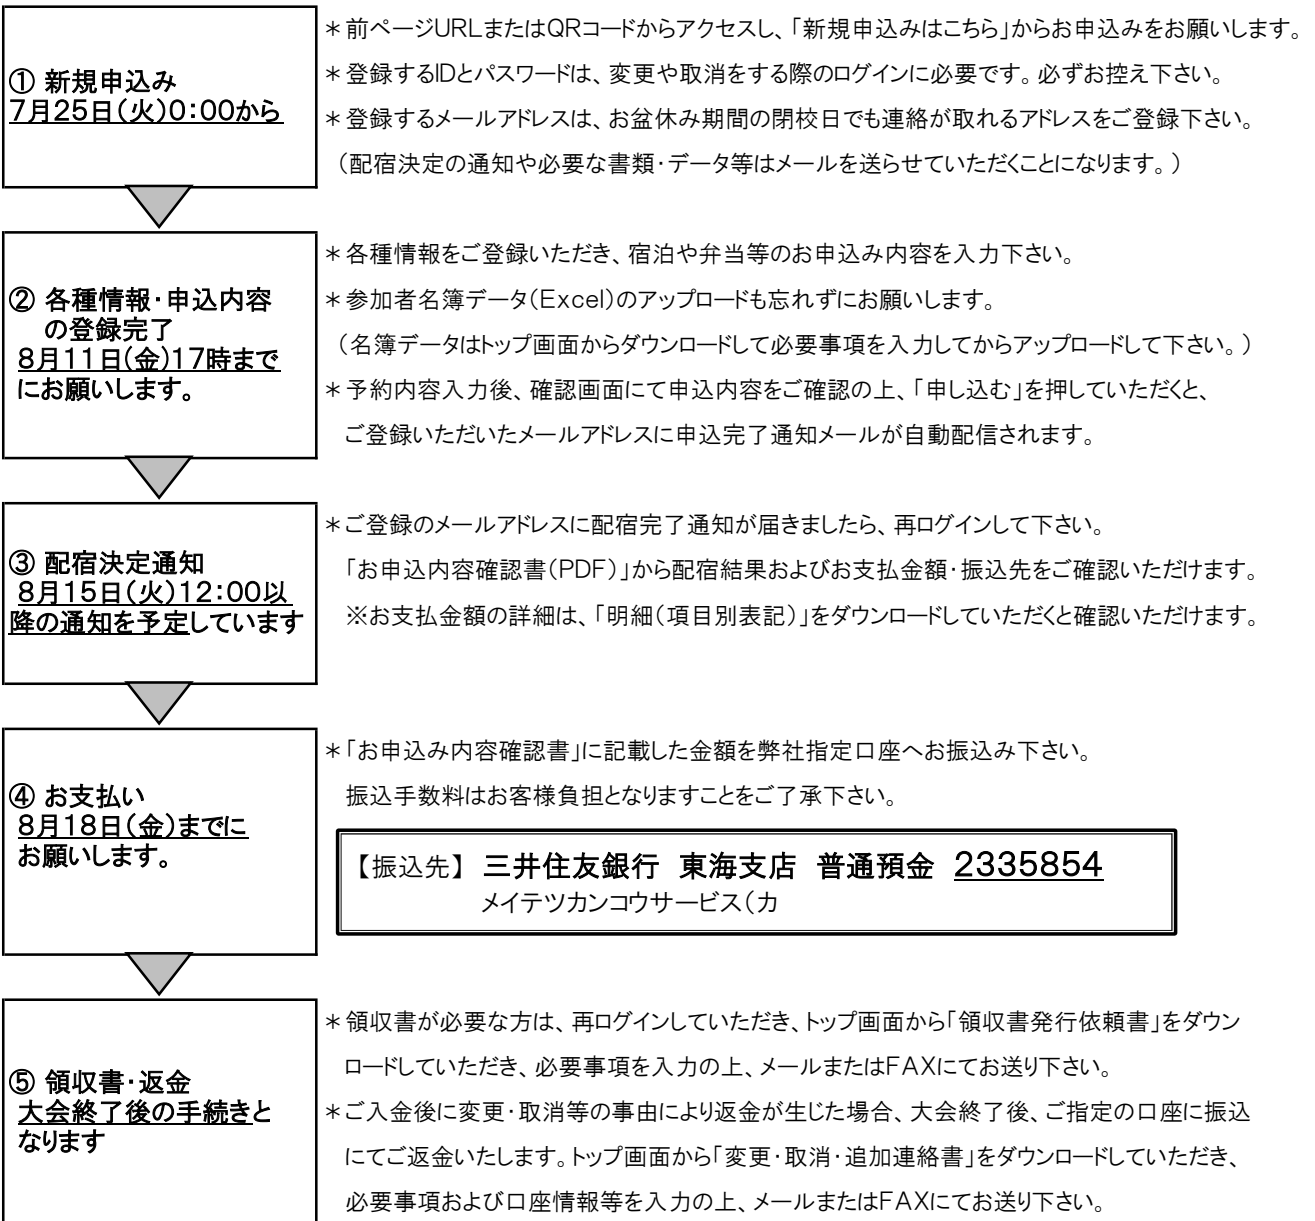 ① 新規申込み
7月25日(火)0:00から
＊前ページURLまたはQRコードからアクセスし、「新規申込みはこちら」からお申込みをお願いします。
＊登録するIDとパスワードは、変更や取消をする際のログインに必要です。必ずお控え下さい。
＊登録するメールアドレスは、お盆休み期間の閉校日でも連絡が取れるアドレスをご登録下さい。
（配宿決定の通知や必要な書類・データ等はメールを送らせていただくことになります。）
② 各種情報・申込内容
の登録完了
8月11日(金)17時まで
にお願いします。
＊各種情報をご登録いただき、宿泊や弁当等のお申込み内容を入力下さい。
＊参加者名簿データ（Excel）のアップロードも忘れずにお願いします。
（名簿データはトップ画面からダウンロードして必要事項を入力してからアップロードして下さい。）
＊予約内容入力後、確認画面にて申込内容をご確認の上、「申し込む」を押していただくと、
ご登録いただいたメールアドレスに申込完了通知メールが自動配信されます。
③ 配宿決定通知
8月15日(火)12:00以
降の通知を予定しています
＊ご登録のメールアドレスに配宿完了通知が届きましたら、再ログインして下さい。
「お申込内容確認書（PDF）」から配宿結果およびお支払金額・振込先をご確認いただけます。
※お支払金額の詳細は、「明細（項目別表記）」をダウンロードしていただくと確認いただけます。
④ お支払い
8月18日(金)までに
お願いします。
＊「お申込み内容確認書」に記載した金額を弊社指定口座へお振込み下さい。
振込手数料はお客様負担となりますことをご了承下さい。
【振込先】 三井住友銀行 東海支店 普通預金 2335854
メイテツカンコウサービス（カ
⑤ 領収書・返金
大会終了後の手続きと
なります
＊領収書が必要な方は、再ログインしていただき、トップ画面から「領収書発行依頼書」をダウン
ロードしていただき、必要事項を入力の上、メールまたはFAXにてお送り下さい。
＊ご入金後に変更・取消等の事由により返金が生じた場合、大会終了後、ご指定の口座に振込
にてご返金いたします。トップ画面から「変更・取消・追加連絡書」をダウンロードしていただき、
必要事項および口座情報等を入力の上、メールまたはFAXにてお送り下さい。